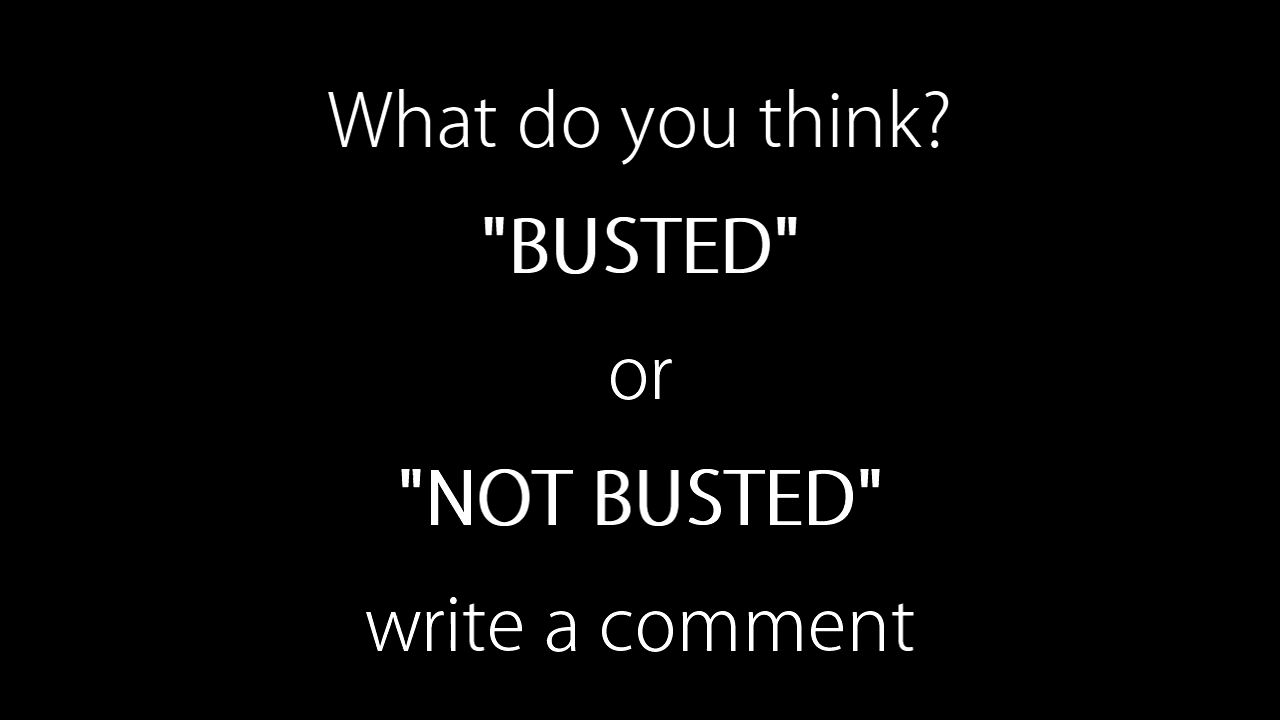 What do you think?
"BUSTED"
or
"NOT BUSTED"
write a comment